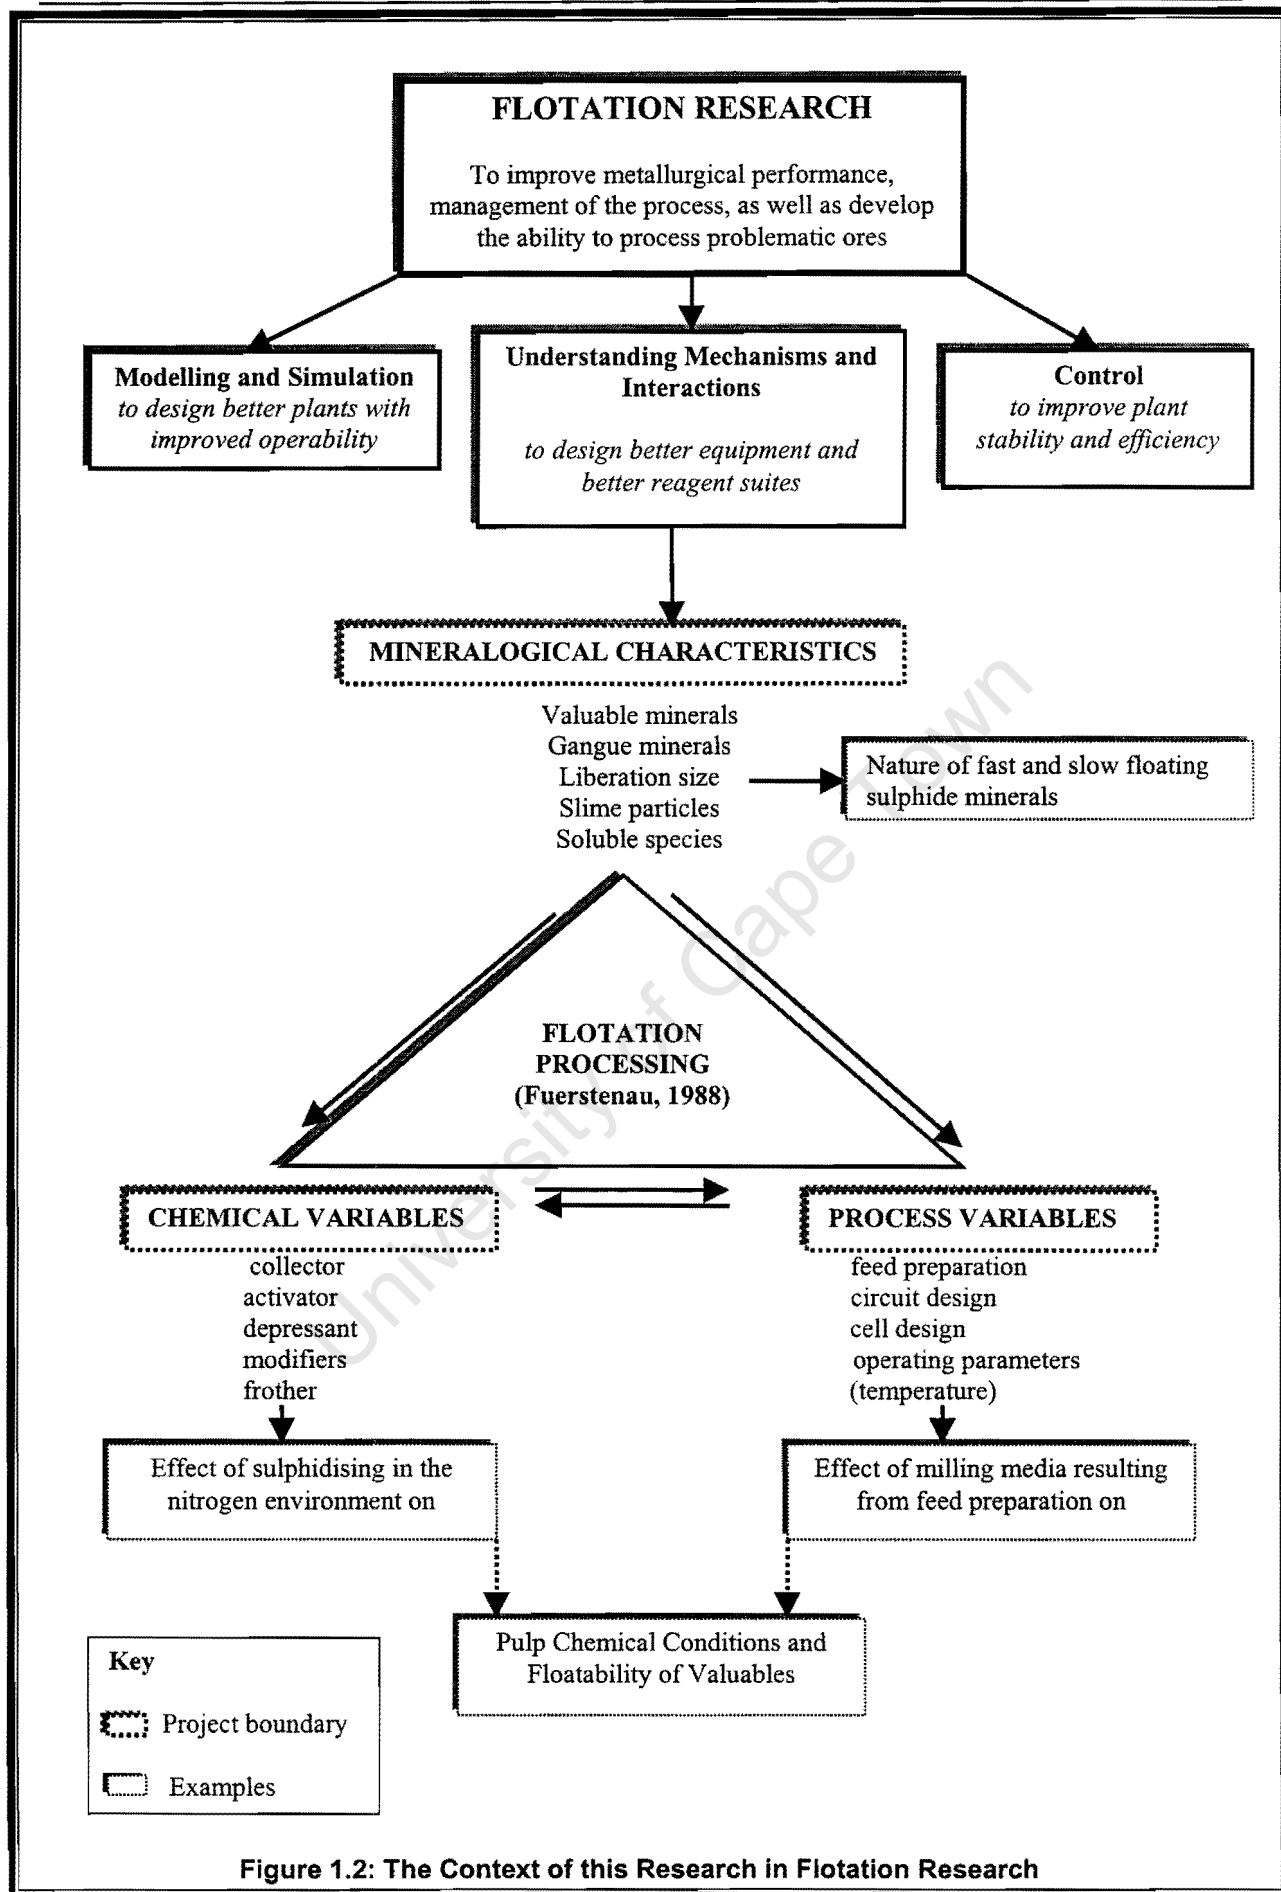 FLOTATION RESEARCH
To improve metallurgical performance,
management of the process, as well as develop
the ability to process problematic ores
Modelling and Simulation
to design better plants with
improved operability
Understanding Mechanisms and
Interactions
to design better equipment and
better reagent suites
Control
to improve plant
stability and efficiency
MINERALOGICAL CHARACTERISTICS
Valuable minerals
Gangue minerals
Liberation size
Slime particles
Soluble species
Nature of fast and slow floating
sulphide minerals
FLOTATION
PROCESSING
(Fuerstenau, 1988)
CHEMICAL VARIABLES
collector
activator
depressant
modifiers
frother
PROCESS VARIABLES
feed preparation
circuit design
cell design
operating parameters
(temperature)
Effect of sulphidising in the
nitrogen environment on
Effect of milling media resulting
from feed preparation on
Pulp Chemical Conditions and
Floatability of Valuables
Key
Project boundary
Examples
Figure 1.2: The Context of this Research in Flotation Research
University of Cape Town